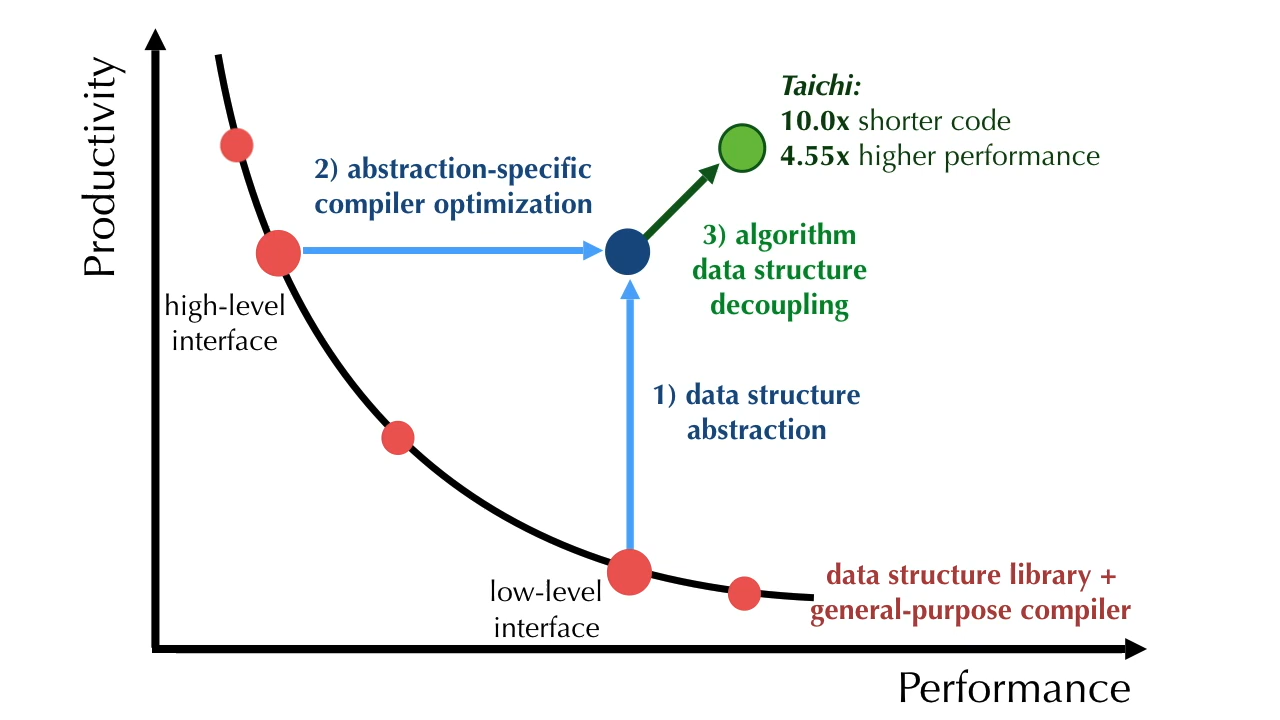 Productivity
Taichi:
10.0x shorter code
4.55x higher performance
2) abstraction-specific
compiler optimization
3) algorithm
data structure
decoupling
high-level
interface
1) data structure
abstraction
low-level
interface
data structure library +
general-purpose compiler
Performance